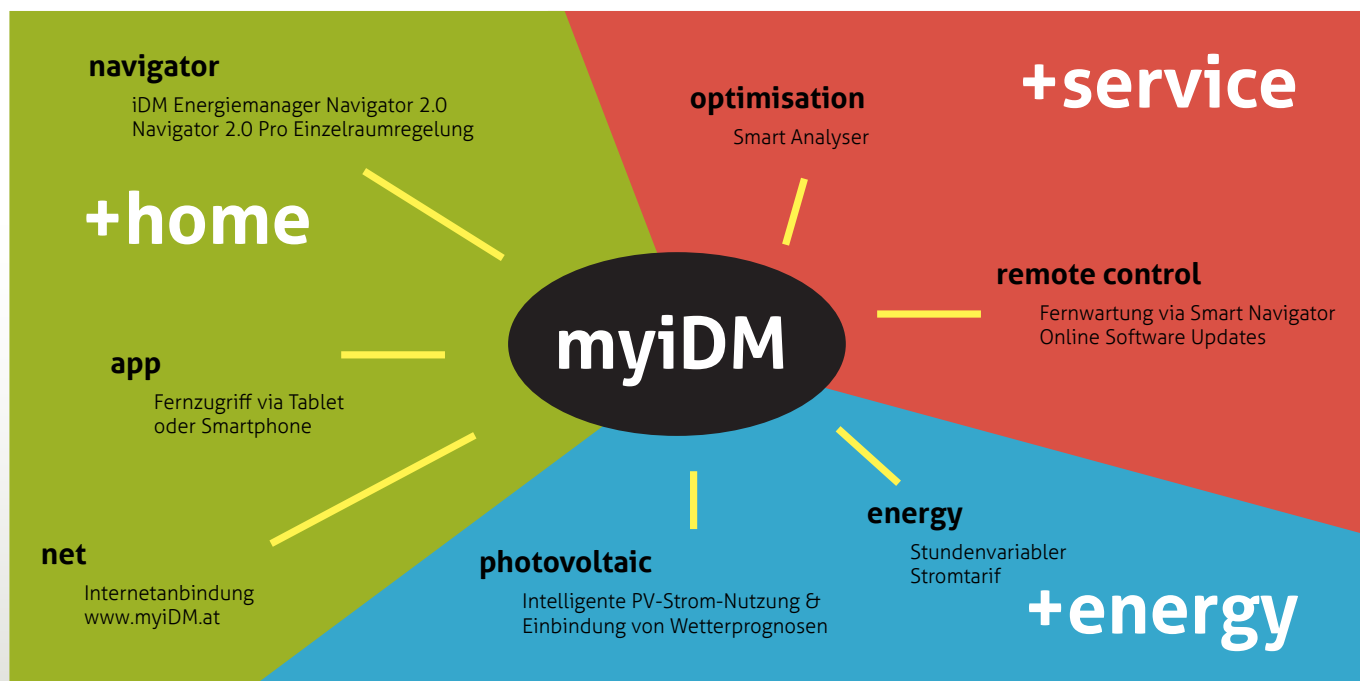 navigator
iDM Energiemanager Navigator 2.0
Navigator 2.0 Pro Einzelraumregelung
+home
app
Fernzugriff via Tablet
oder Smartphone
net
Internetanbindung
www.myiDM.at
myiDM
optimisation
Smart Analyser
+service
remote control
Fernwartung via Smart Navigator
Online Software Updates
photovoltaic
Intelligente PV-Strom-Nutzung &
Einbindung von Wetterprognosen
energy
Stundenvariabler
Stromtarif
+energy